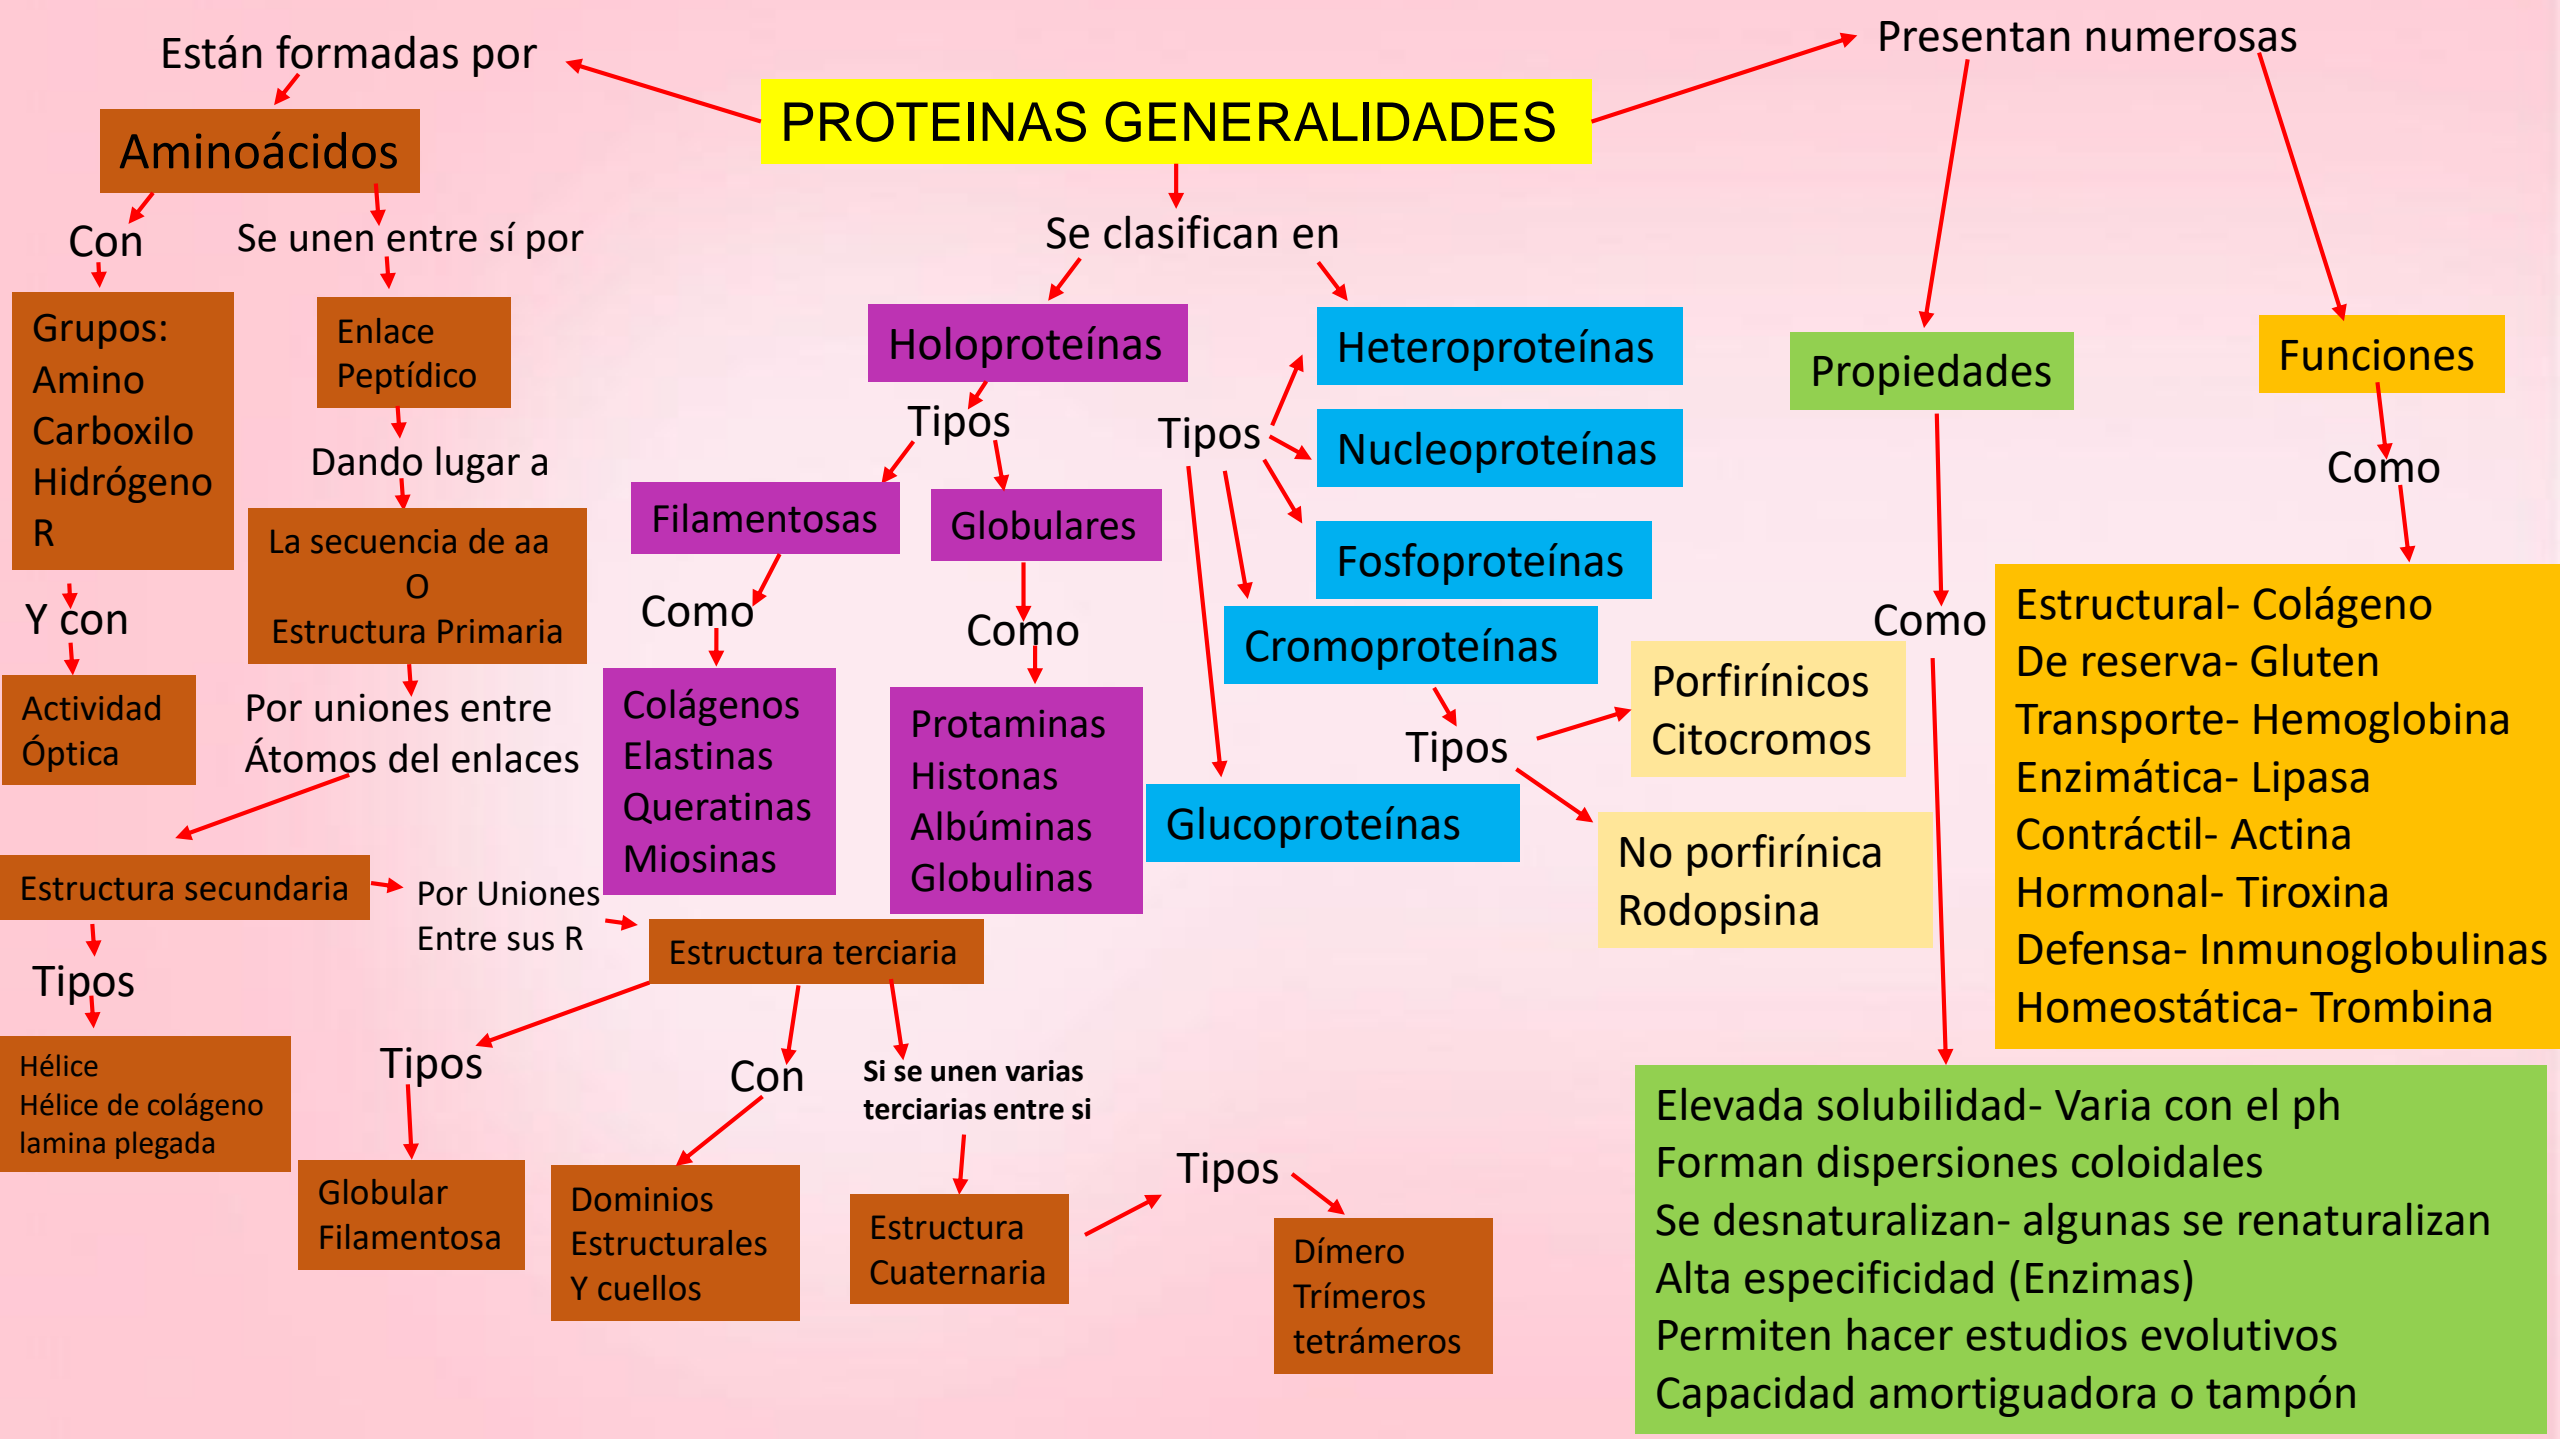 PROTEINAS GENERALIDADES
Están formadas por
Aminoácidos
Con
Grupos:
Amino
Carboxilo
Hidrógeno
R
Y con
Actividad
Óptica
Se unen entre sí por
Enlace
Peptídico
Dando lugar a
La secuencia de aa
O
Estructura Primaria
Por uniones entre
Átomos del enlaces
Estructura secundaria
Tipos
Hélice
Hélice de colágeno
lamina plegada
Por Uniones
Entre sus R
Estructura terciaria
Tipos
Globular
Filamentosa
Con
Dominios
Estructurales
Y cuellos
Si se unen varias
terciarias entre si
Estructura
Cuaternaria
Tipos
Dímero
Trímeros
tetrámeros
Se clasifican en
Holoproteínas
Tipos
Filamentosas
Como
Colágenos
Elastinas
Queratinas
Miosinas
Globulares
Como
Protaminas
Histonas
Albúminas
Globulinas
Heteroproteínas
Tipos
Nucleoproteínas
Fosfoproteínas
Cromoproteínas
Tipos
Porfirínicos
Citocromos
No porfirínica
Rodopsina
Glucoproteínas
Presentan numerosas
Propiedades
Como
Elevada solubilidad- Varia con el ph
Forman dispersiones coloidales
Se desnaturalizan- algunas se renaturalizan
Alta especificidad (Enzimas)
Permiten hacer estudios evolutivos
Capacidad amortiguadora o tampón
Funciones
Como
Estructural- Colágeno
De reserva- Gluten
Transporte- Hemoglobina
Enzimática- Lipasa
Contráctil- Actina
Hormonal- Tiroxina
Defensa- Inmunoglobulinas
Homeostática- Trombina